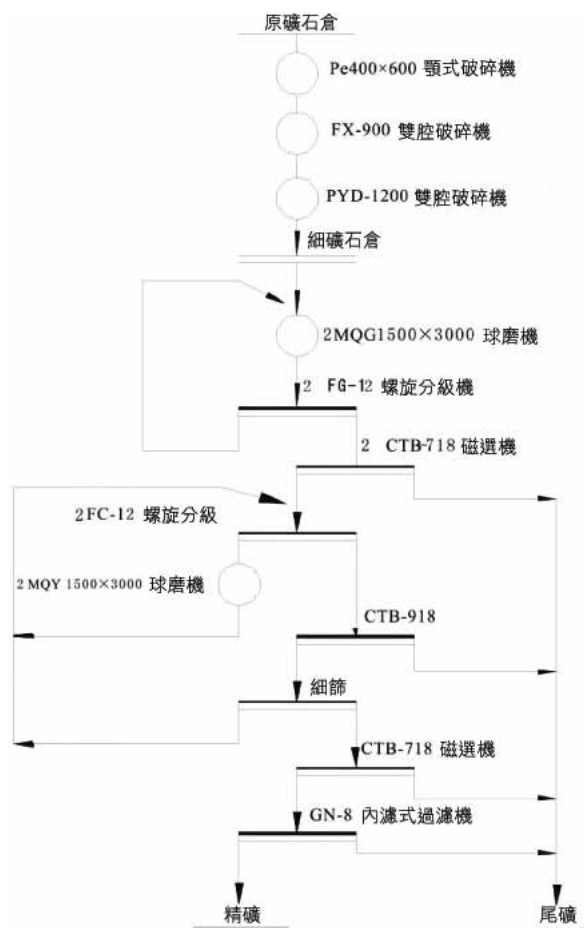 原礦石倉
Pe400×600 顎式破碎機
FX-900 雙腔破碎機
PYD-1200 雙腔破碎機
細礦石倉
2MQG1500×3000 球磨機
2 FG-12 螺旋分級機
2 CTB-718 磁選機
2FC-12 螺旋分級
2 MQY 1500×3000 球磨機
CTB-918
細篩
CTB-718 磁選機
GN-8 內濾式過濾機
精礦
尾礦